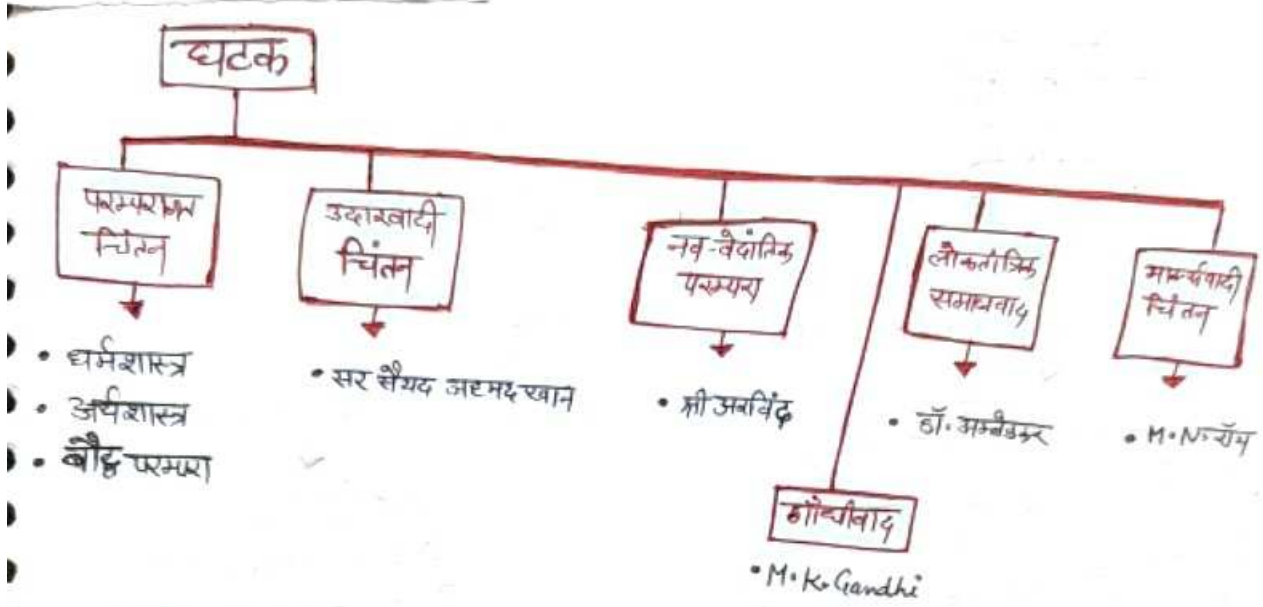 घटक
परम्परागत
चिंतन
उदारवादी
चिंतन
नव-वेदांतिक
परम्परा
लोकतांत्रिक
समाजवाद
मार्क्सवादी
चिंतन
• धर्मशास्त्र
• अर्थशास्त्र
• बौद्ध परम्परा
• सर सैयद अहमद खान
• श्री अरविंद
• डॉ. अम्बेडकर
• M.N. रॉय
गाँधीवाद
• M.K. Gandhi